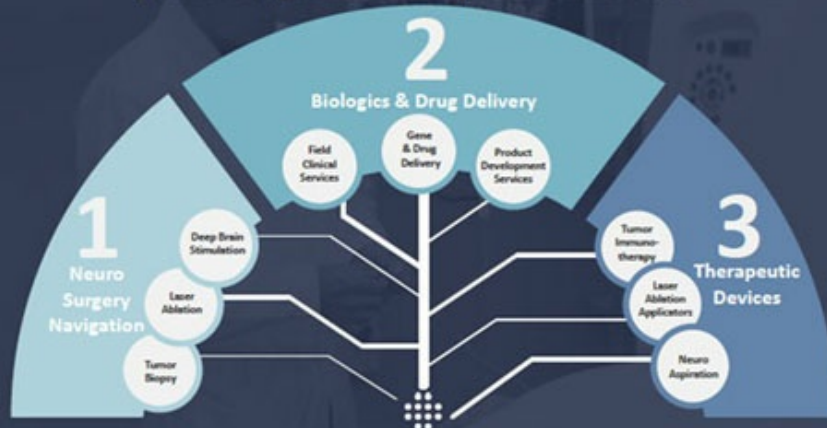 2
Biologics & Drug Delivery
Field
Clinical
Services
Gene
& Drug
Delivery
Product
Development
Services
1
Neuro
Surgery
Navigation
Deep Brain
Stimulation
Laser
Ablation
Tumor
Biopsy
3
Therapeutic
Devices
Tumor
Immuno-
therapy
Laser
Ablation
Applicators
Neuro
Aspiration